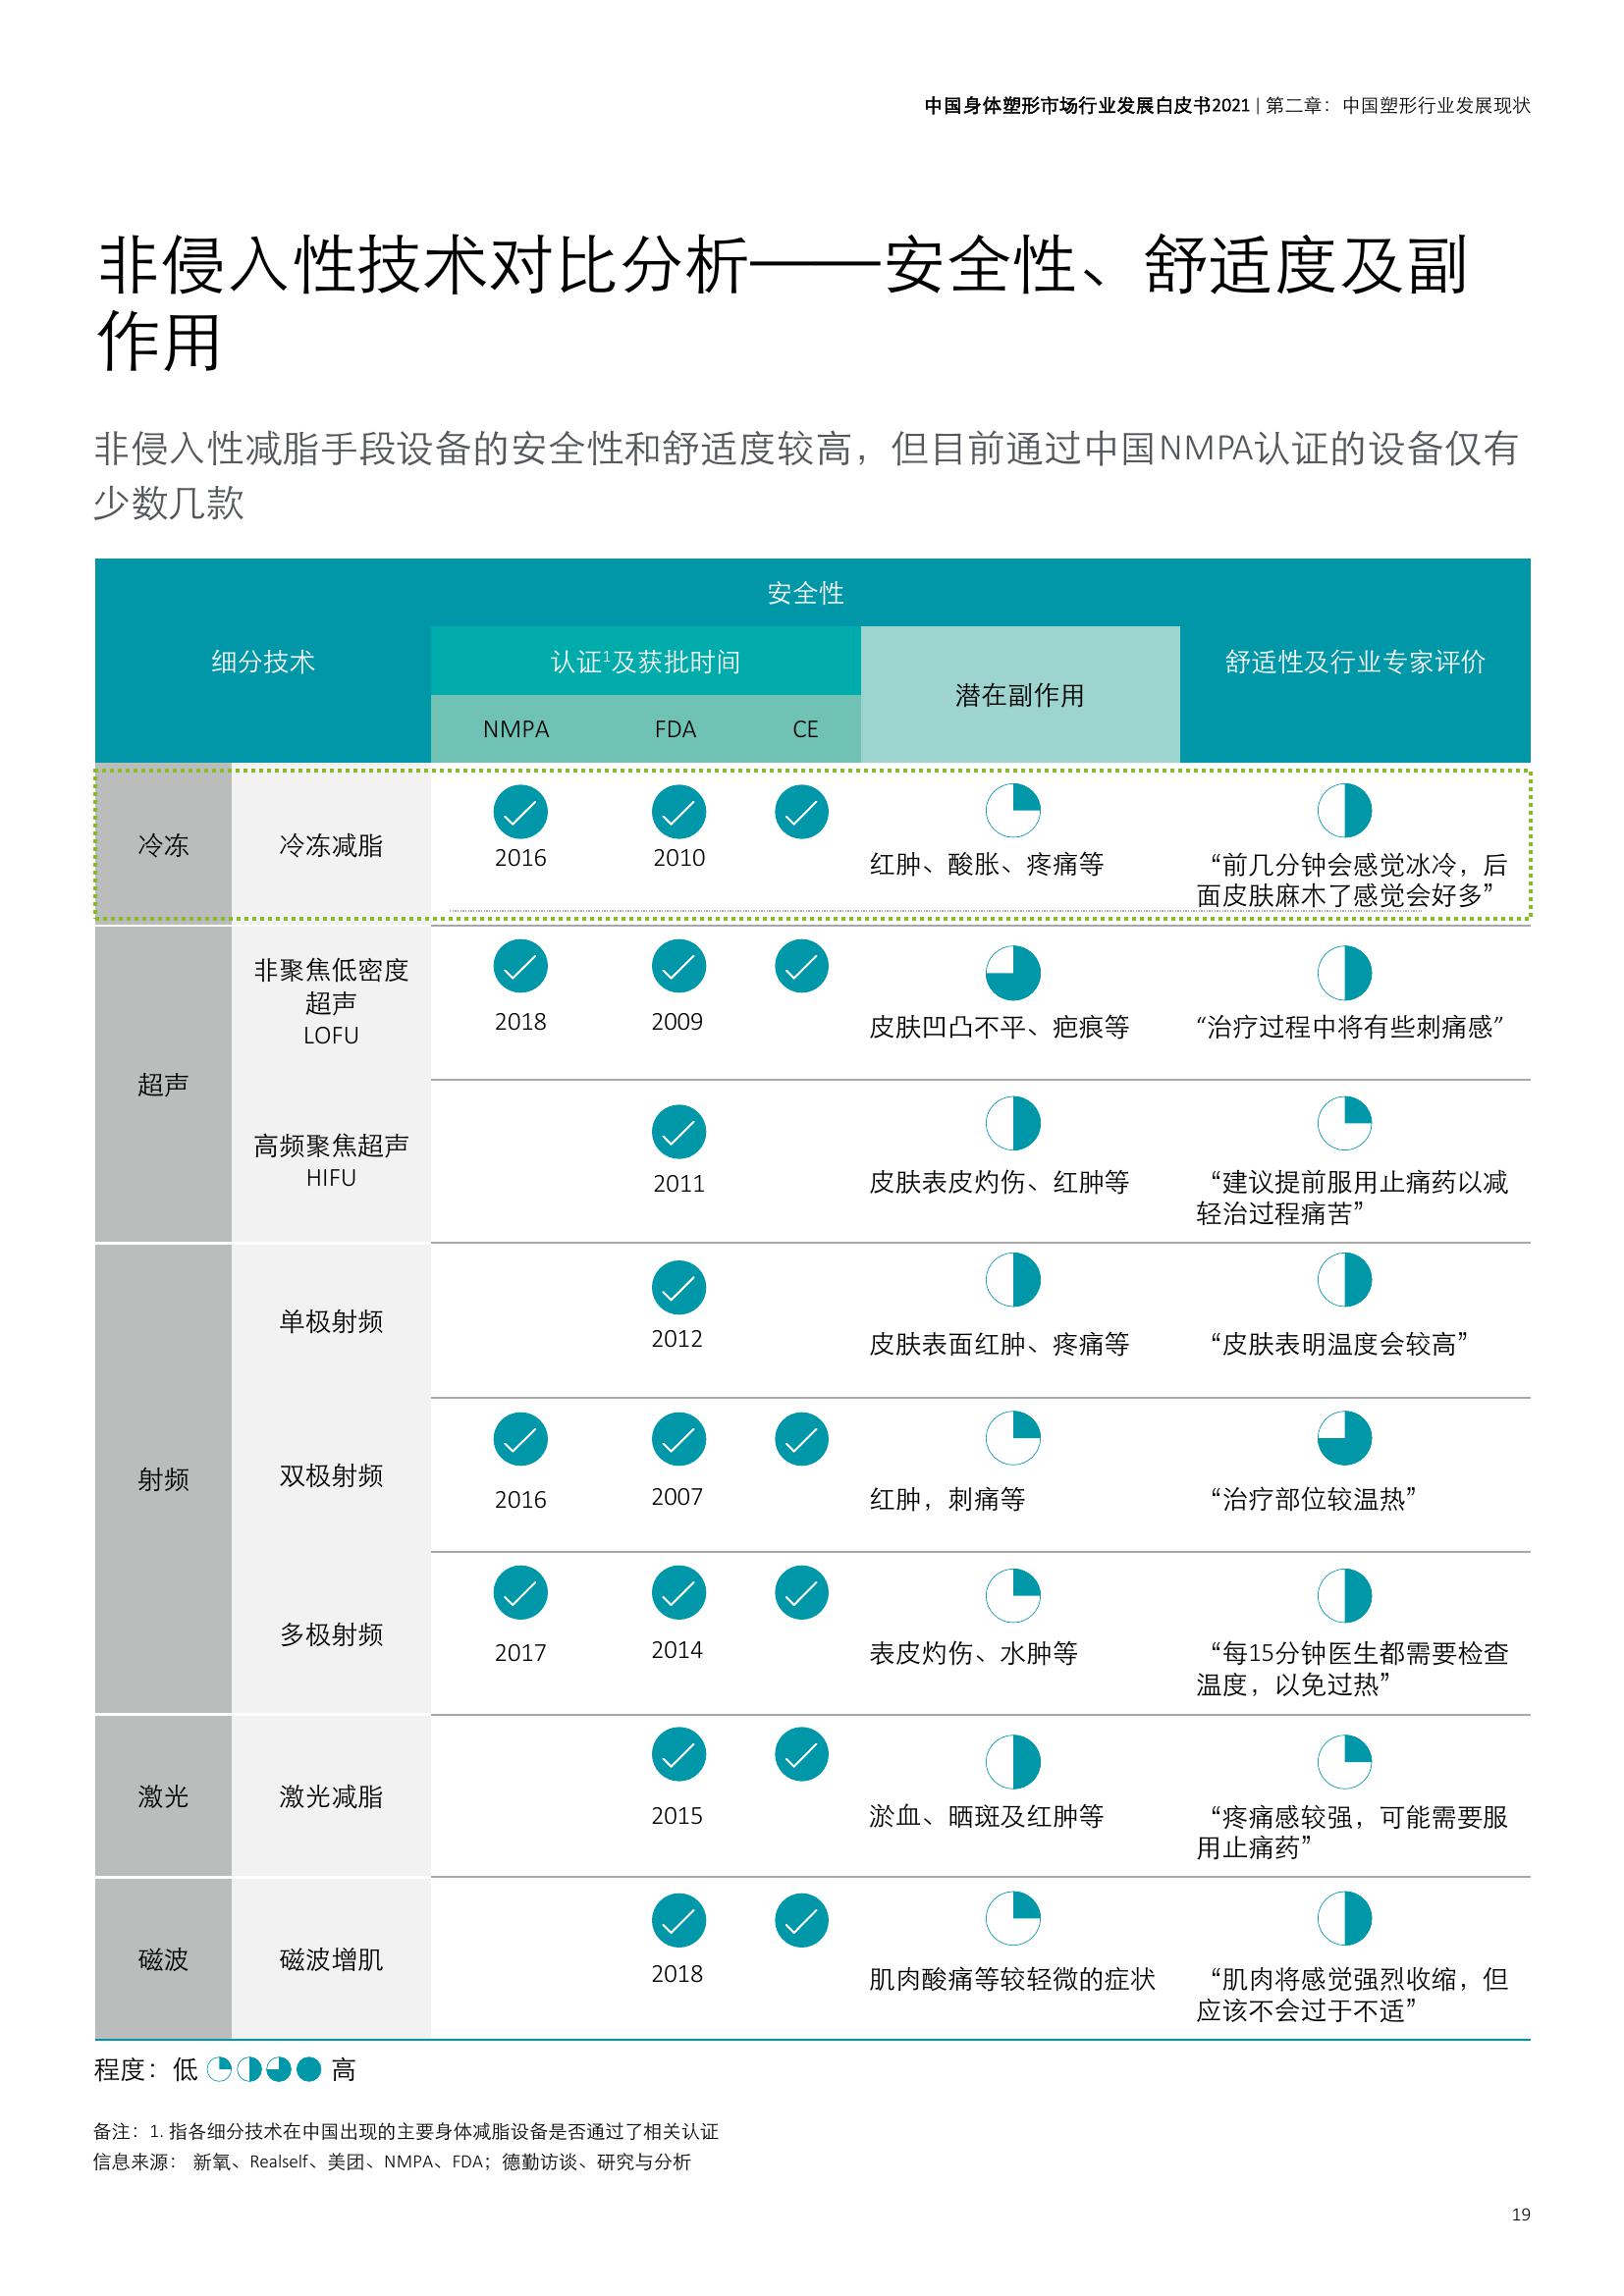 中国身体塑形市场行业发展白皮书2021 | 第二章：中国塑形行业发展现状
非侵入性技术对比分析——安全性、舒适度及副
作用
非侵入性减脂手段设备的安全性和舒适度较高，但目前通过中国NMPA认证的设备仅有
少数几款
安全性
细分技术
认证1及获批时间
舒适性及行业专家评价
潜在副作用
NMPA
FDA
CE
冷冻
冷冻减脂
2016
2010
红肿、酸胀、疼痛等
“前几分钟会感觉冰冷，后
面皮肤麻木了感觉会好多”
超声
非聚焦低密度
超声
LOFU
2018
2009
皮肤凹凸不平、疤痕等
“治疗过程中将有些刺痛感”
高频聚焦超声
HIFU
2011
皮肤表皮灼伤、红肿等
“建议提前服用止痛药以减
轻治过程痛苦”
射频
单极射频
2012
皮肤表面红肿、疼痛等
“皮肤表明温度会较高”
双极射频
2016
2007
红肿，刺痛等
“治疗部位较温热”
多极射频
2017
2014
表皮灼伤、水肿等
“每15分钟医生都需要检查
温度，以免过热”
激光
激光减脂
2015
淤血、晒斑及红肿等
“疼痛感较强，可能需要服
用止痛药”
磁波
磁波增肌
2018
肌肉酸痛等较轻微的症状
“肌肉将感觉强烈收缩，但
应该不会过于不适”
程度：低 高
备注：1. 指各细分技术在中国出现的主要身体减脂设备是否通过了相关认证
信息来源： 新氧、Realself、美团、NMPA、FDA；德勤访谈、研究与分析
19